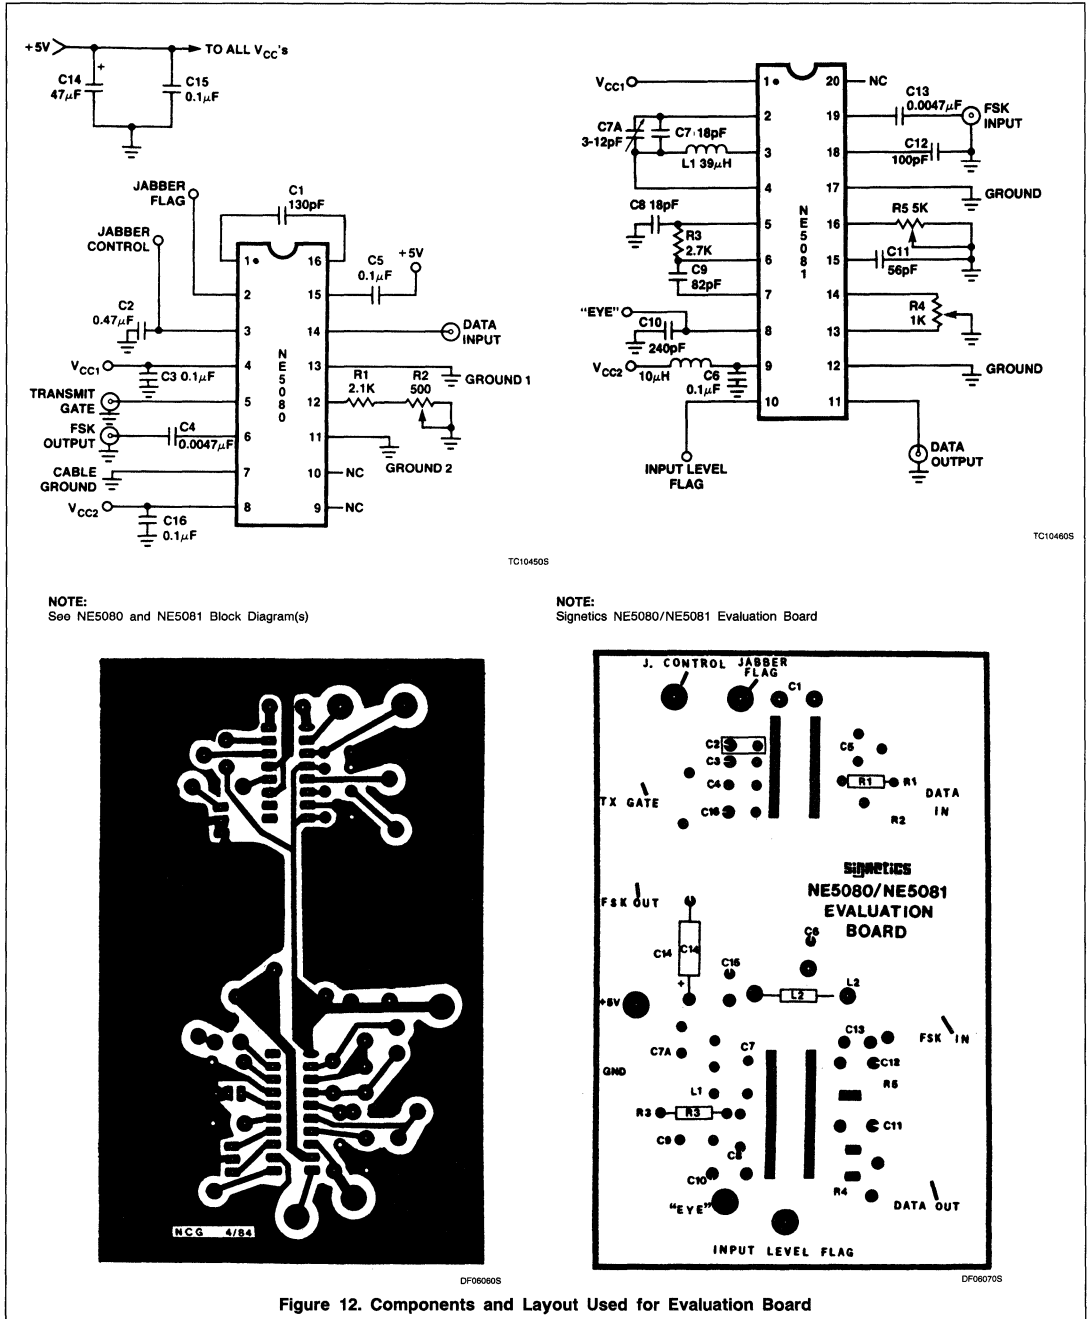 +5V
TO ALL VCC's
C14
47μF
+
C15
0.1μF
JABBER
FLAG
JABBER
CONTROL
C1
130pF
1
16
C5
0.1μF
+5V
2
15
C2
0.47μF
3
14
DATA
INPUT
VCC1
C3 0.1μF
4
13
GROUND 1
TRANSMIT
GATE
5
12
R1
2.1K
R2
500
FSK
OUTPUT
C4
0.0047μF
6
11
GROUND 2
CABLE
GROUND
7
10
NC
VCC2
8
9
NC
C16
0.1μF
NE5080
TC10450S
VCC1
1
20
NC
C13
0.0047μF
FSK
INPUT
C7A
3-12pF
C7 18pF
2
19
L1 39μH
3
18
C12
100pF
4
17
GROUND
C8 18pF
5
16
R5 5K
R3
2.7K
6
15
C11
56pF
C9
82pF
7
14
R4
1K
"EYE"
C10
240pF
8
13
VCC2
10μH
C6
0.1μF
9
12
GROUND
10
11
INPUT LEVEL
FLAG
DATA
OUTPUT
NE5081
TC10460S
NOTE:
See NE5080 and NE5081 Block Diagram(s)
NOTE:
Signetics NE5080/NE5081 Evaluation Board
NCG 4/84
DF06060S
J. CONTROL
JABBER
FLAG
C1
C2
C3
C4
C16
C5
R1
R1
R2
TX GATE
DATA
IN
signetics
NE5080/NE5081
EVALUATION
BOARD
FSK OUT
C14
C14
+
C15
C6
L2
L2
+5V
C7A
C7
GND
L1
R3
R3
C9
C8
C10
"EYE"
C13
C12
R5
C11
R4
FSK IN
DATA OUT
INPUT LEVEL FLAG
DF06070S
Figure 12. Components and Layout Used for Evaluation Board